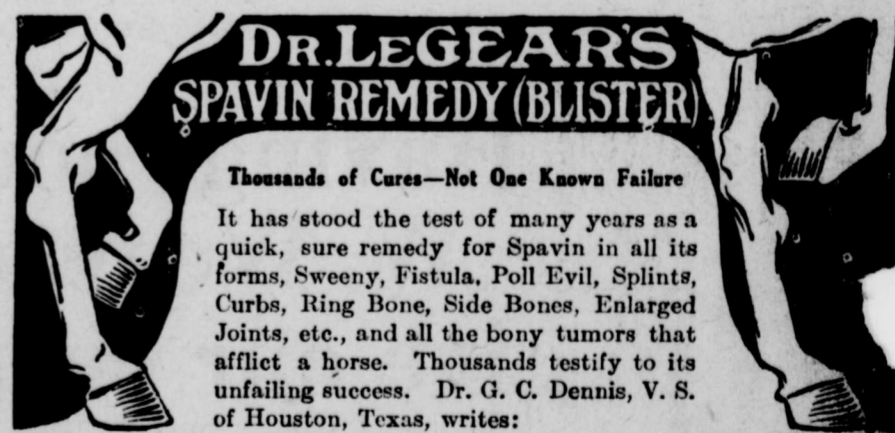 DR. LEGEAR'S
SPAVIN REMEDY (BLISTER)
Thousands of Cures—Not One Known Failure
It has stood the test of many years as a
quick, sure remedy for Spavin in all its
forms, Sweeny, Fistula, Poll Evil, Splints,
Curbs, Ring Bone, Side Bones, Enlarged
Joints, etc., and all the bony tumors that
afflict a horse. Thousands testify to its
unfailing success. Dr. G. C. Dennis, V. S.
of Houston, Texas, writes: